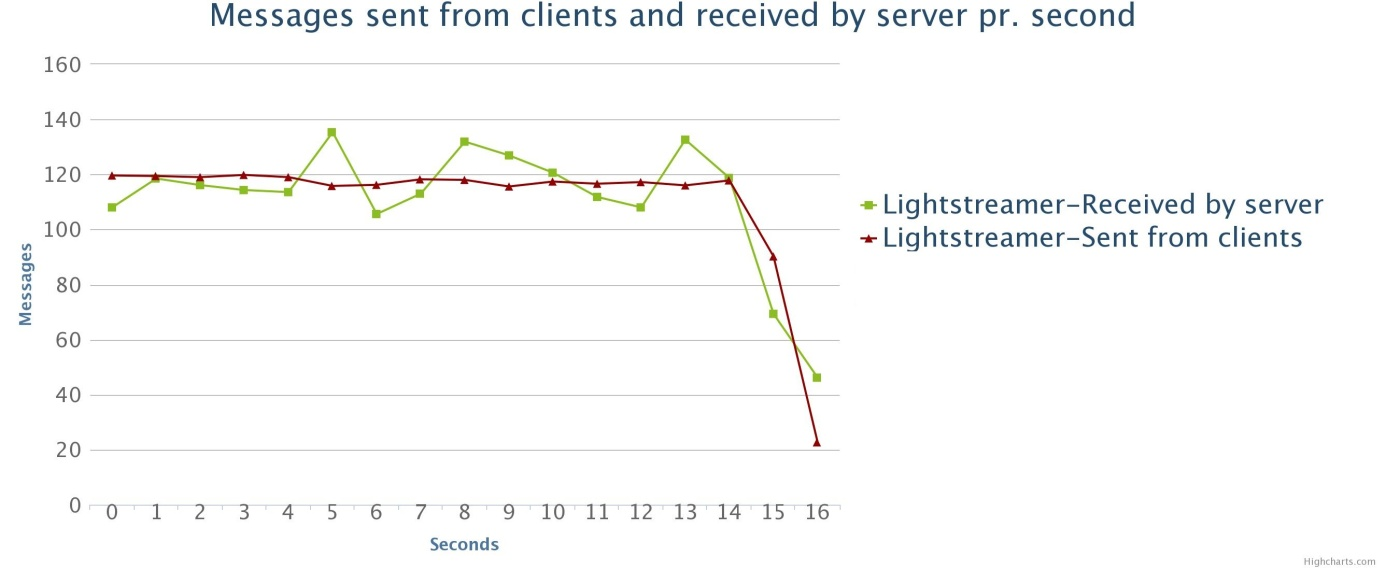 Messages sent from clients and received by server pr. second
160
140
120
100
80
60
40
20
0
Messages
0 1 2 3 4 5 6 7 8 9 10 11 12 13 14 15 16
Seconds
Lightstreamer-Received by server
Lightstreamer-Sent from clients
Highcharts.com